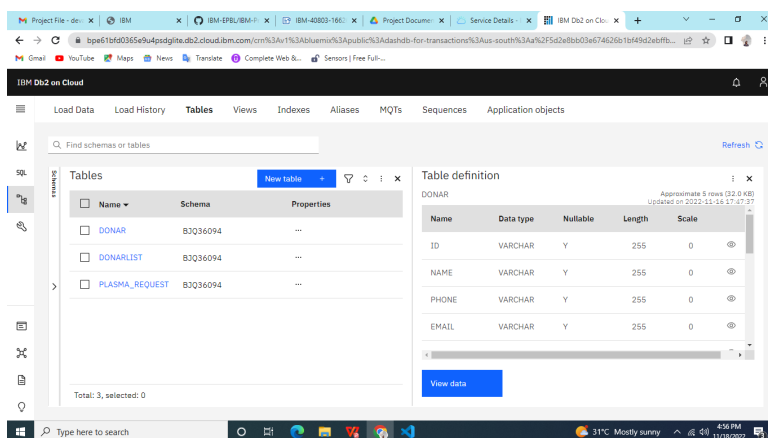 Project File - dev
IBM
IBM-EPBL/IBM-Pr
IBM-40803-1662
Project Documen
Service Details -
IBM Db2 on Clou
bpe61bfd0365e9u4psdglite.db2.cloud.ibm.com/crn%3Av1%3Abluemix%3Apublic%3Adashdb-for-transactions%3Aus-south%3Aa%2F5d2e8bb03e674626b1bf49d2ebffb...
Gmail
YouTube
Maps
News
Translate
Complete Web &...
Sensors | Free Full-...
IBM Db2 on Cloud
Load Data
Load History
Tables
Views
Indexes
Aliases
MQTs
Sequences
Application objects
Find schemas or tables
Refresh
SQL
Schemas
Tables
New table +
Name
Schema
Properties
DONAR BJQ36094 ...
DONARLIST BJQ36094 ...
PLASMA_REQUEST BJQ36094 ...
Total: 3, selected: 0
Table definition
DONAR
Approximate 5 rows (32.0 KB)
Updated on 2022-11-16 17:47:37
Name Data type Nullable Length Scale
ID VARCHAR Y 255 0
NAME VARCHAR Y 255 0
PHONE VARCHAR Y 255 0
EMAIL VARCHAR Y 255 0
View data
Type here to search
31°C Mostly sunny
4:56 PM
11/18/2022